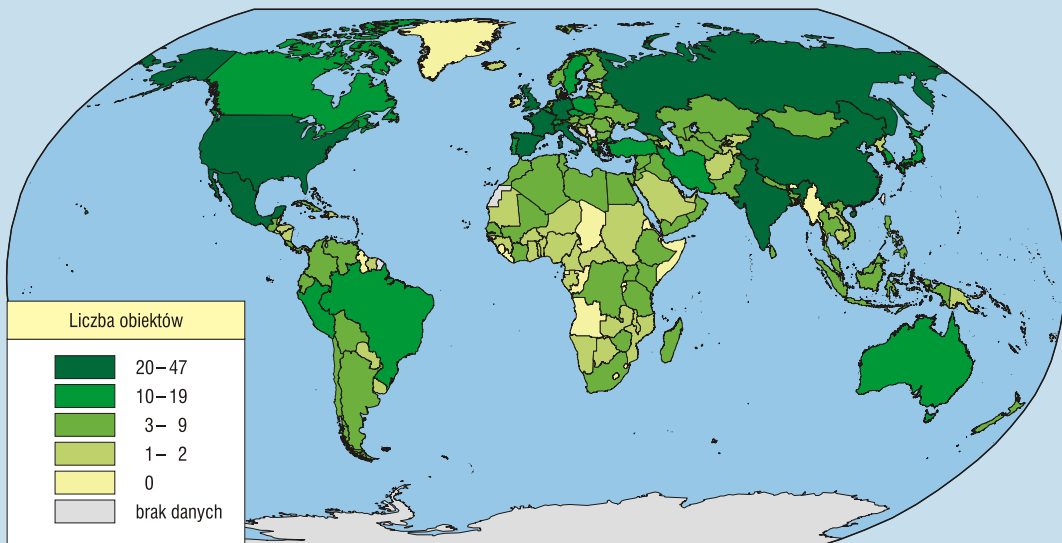 Liczba obiektów
20–47
10–19
3– 9
1– 2
0
brak danych